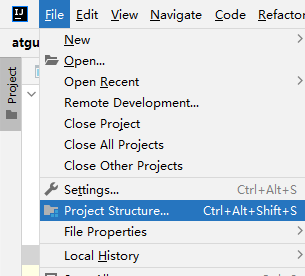 IJ File Edit View Navigate Code Refactor
atgu
Project
New
Open...
Open Recent
Remote Development...
Close Project
Close All Projects
Close Other Projects
Settings... Ctrl+Alt+S
Project Structure... Ctrl+Alt+Shift+S
File Properties
Local History